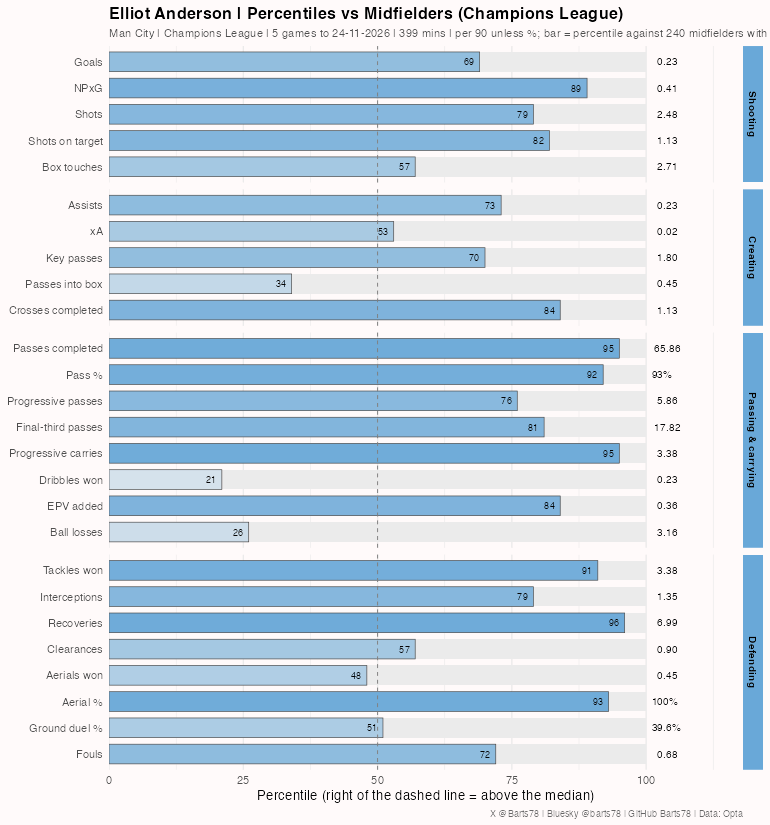 Elliot Anderson | Percentiles vs Midfielders (Champions League)
Man City | Champions League | 5 games to 24-11-2026 | 399 mins | per 90 unless %; bar = percentile against 240 midfielders with
Goals 69 0.23
NPxG 89 0.41
Shots 79 2.48
Shots on target 82 1.13
Box touches 57 2.71
Shooting
Assists 73 0.23
xA 53 0.02
Key passes 70 1.80
Passes into box 34 0.45
Crosses completed 84 1.13
Creating
Passes completed 95 65.86
Pass % 92 93%
Progressive passes 76 5.86
Final-third passes 81 17.82
Progressive carries 95 3.38
Dribbles won 21 0.23
EPV added 84 0.36
Ball losses 26 3.16
Passing & carrying
Tackles won 91 3.38
Interceptions 79 1.35
Recoveries 96 6.99
Clearances 57 0.90
Aerials won 48 0.45
Aerial % 93 100%
Ground duel % 51 39.6%
Fouls 72 0.68
Defending
0 25 50 75 100
Percentile (right of the dashed line = above the median)
X @Barts78 | Bluesky @barts78 | GitHub Barts78 | Data: Opta